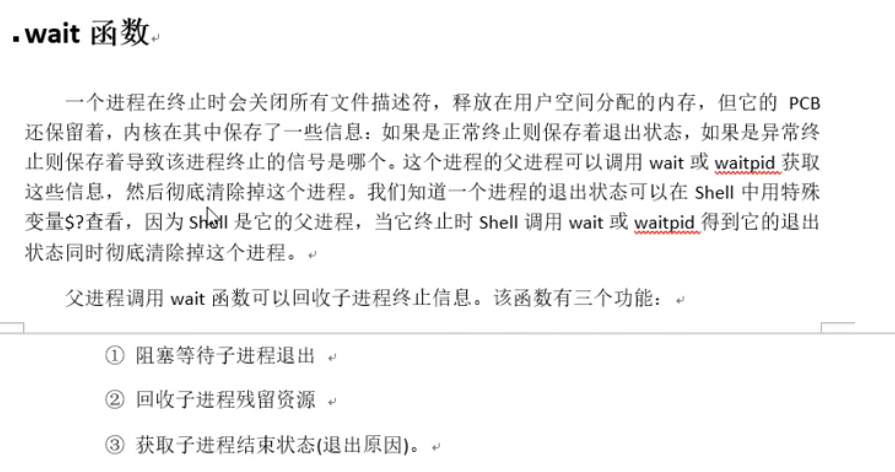 .wait 函数
一个进程在终止时会关闭所有文件描述符，释放在用户空间分配的内存，但它的 PCB
还保留着，内核在其中保存了一些信息：如果是正常终止则保存着退出状态，如果是异常终
止则保存着导致该进程终止的信号是哪个。这个进程的父进程可以调用 wait 或 waitpid 获取
这些信息，然后彻底清除掉这个进程。我们知道一个进程的退出状态可以在 Shell 中用特殊
变量$?查看，因为 Shell 是它的父进程，当它终止时 Shell 调用 wait 或 waitpid 得到它的退出
状态同时彻底清除掉这个进程。
父进程调用 wait 函数可以回收子进程终止信息。该函数有三个功能：
① 阻塞等待子进程退出
② 回收子进程残留资源
③ 获取子进程结束状态(退出原因)。